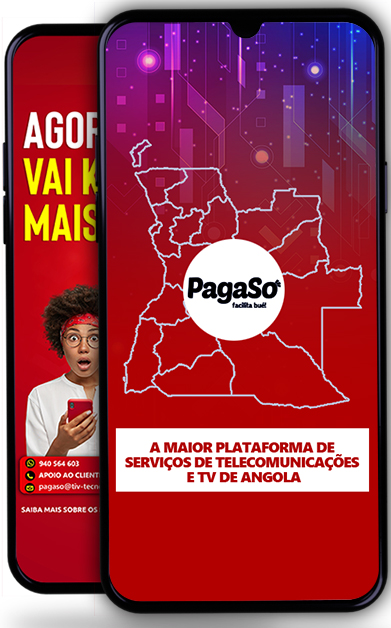 AGOR
VAI K
MAIS
940 564 603
APOIO AO CLIENT
pagaso@tiv-tecn
SAIBA MAIS SOBRE OS
PagaSo
facilita bué!
A MAIOR PLATAFORMA DE
SERVIÇOS DE TELECOMUNICAÇÕES
E TV DE ANGOLA